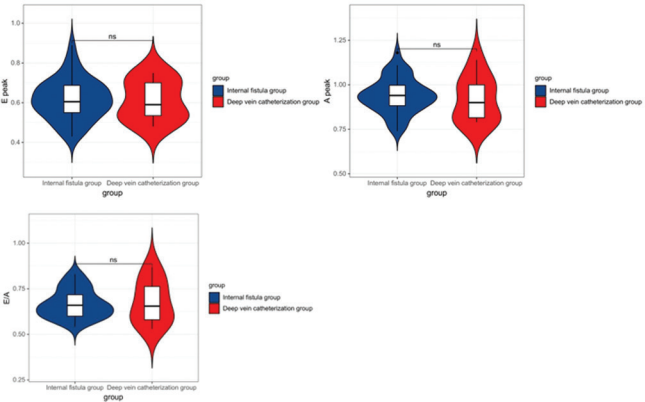 1.0
0.8
0.6
0.4
E peak
ns
Internal fistula group Deep vein catheterization group
group
group
Internal fistula group
Deep vein catheterization group
1.25
1.00
0.75
0.50
A peak
ns
Internal fistula group Deep vein catheterization group
group
group
Internal fistula group
Deep vein catheterization group
1.00
0.75
0.50
0.25
E/A
ns
Internal fistula group Deep vein catheterization group
group
group
Internal fistula group
Deep vein catheterization group